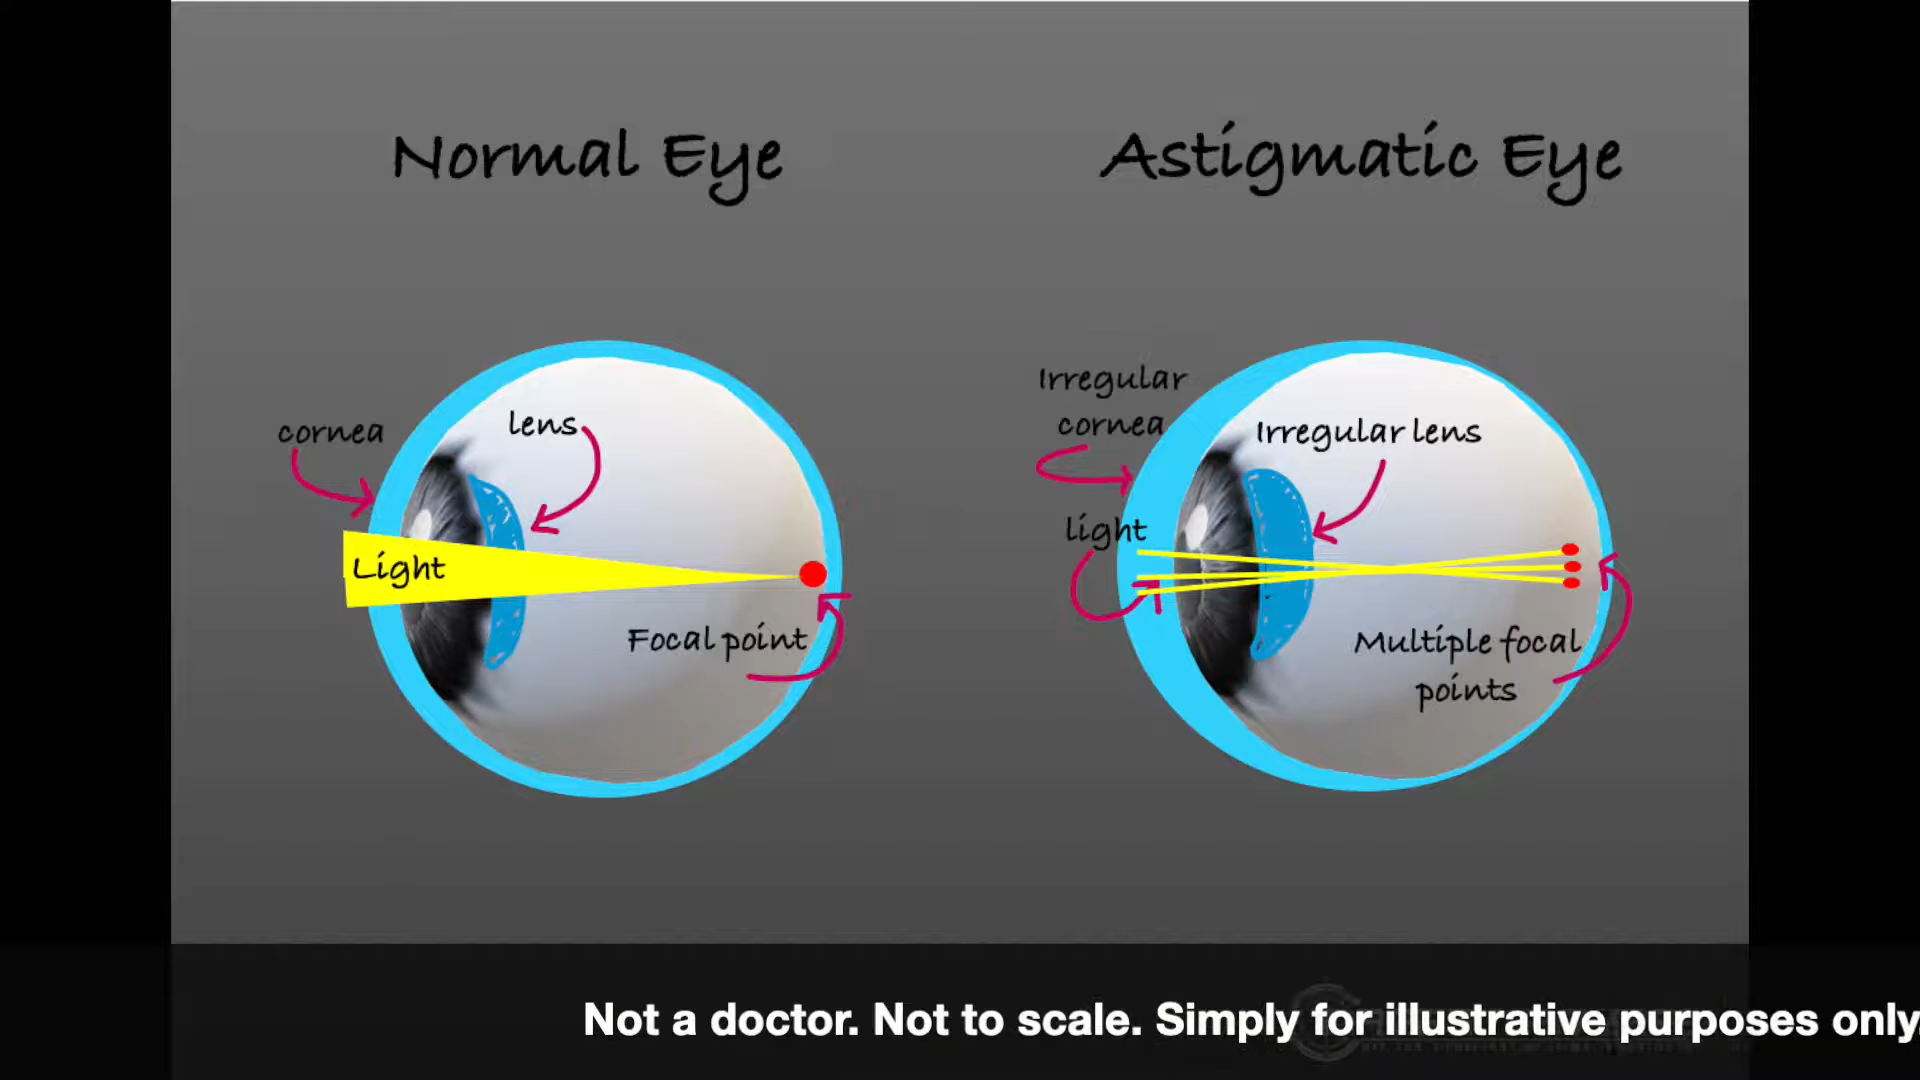 Normal Eye
Astigmatic Eye
cornea
lens
Light
Focal point
Irregular
cornea
Irregular lens
light
Multiple focal
points
Not a doctor. Not to scale. Simply for illustrative purposes only.